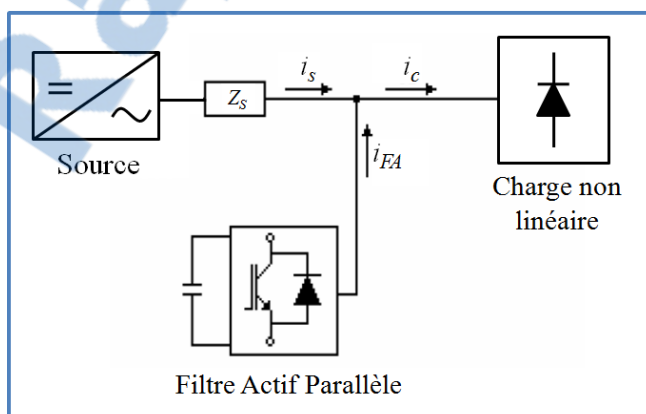 i_s
i_c
Z_s
Source
i_FA
Charge non
linéaire
Filtre Actif Parallèle